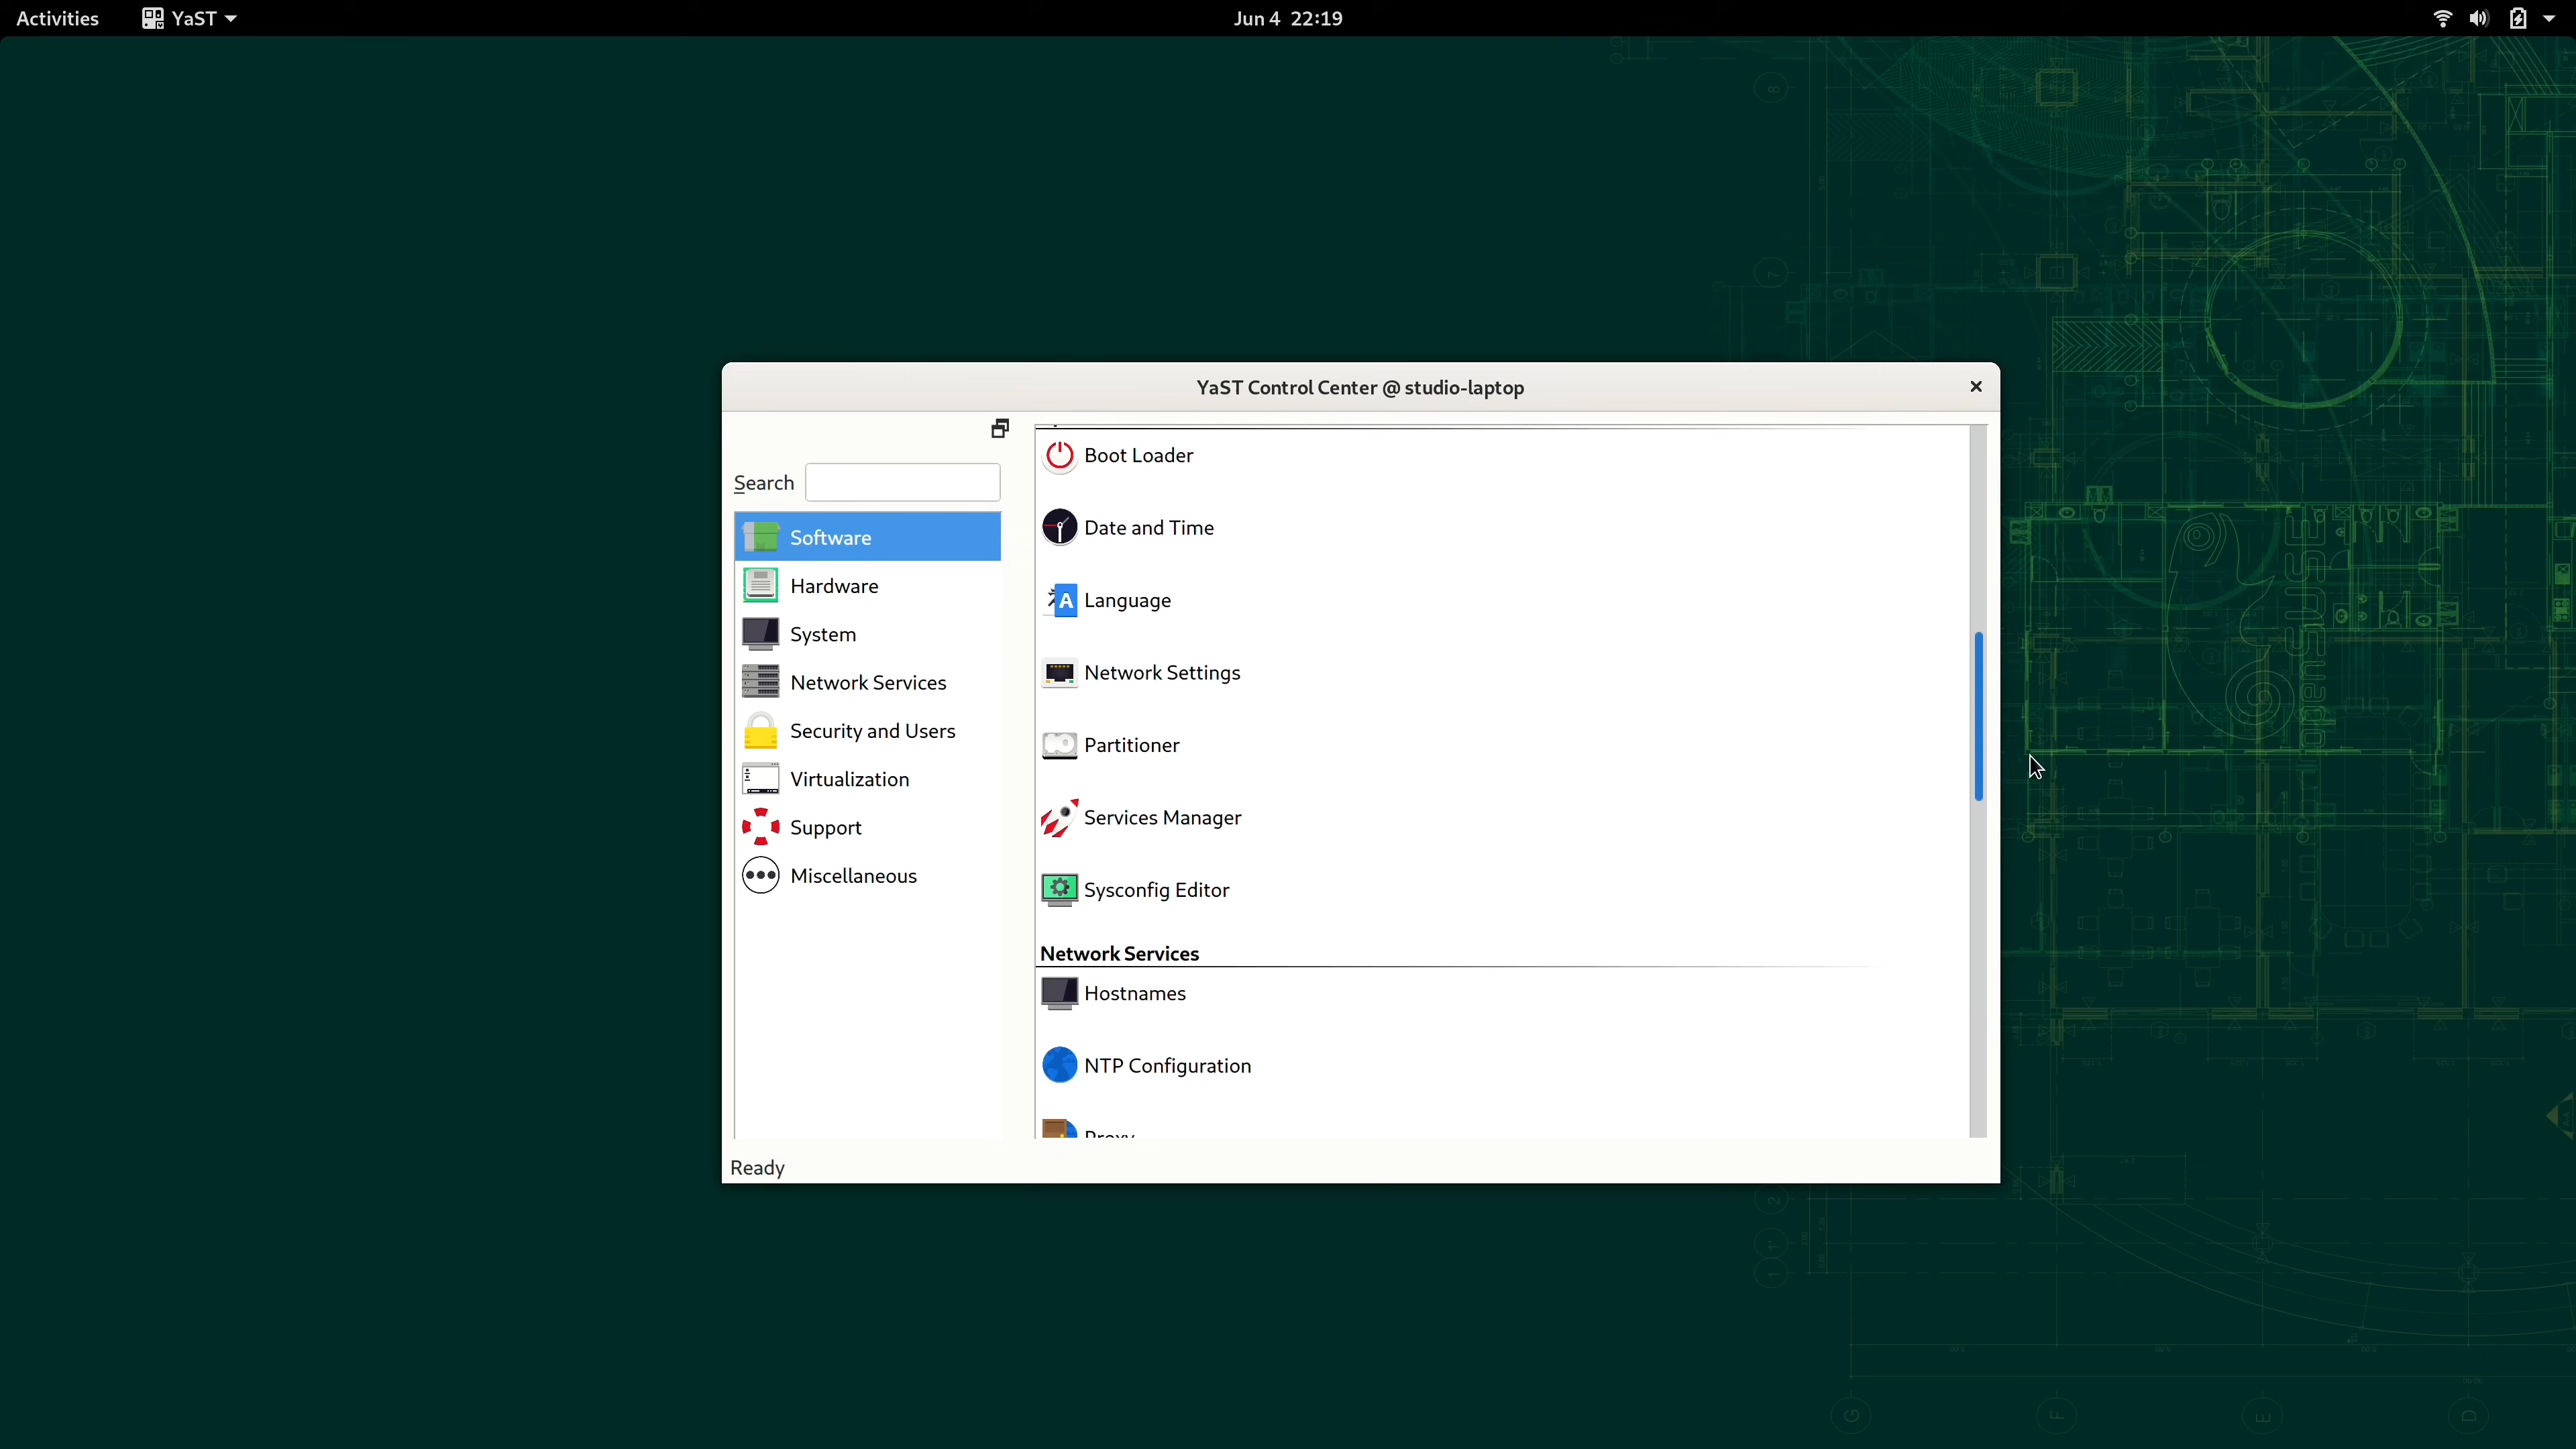 Activities
YaST
Jun 4 22:19
YaST Control Center @ studio-laptop
Search
Software
Hardware
System
Network Services
Security and Users
Virtualization
Support
Miscellaneous
Boot Loader
Date and Time
Language
Network Settings
Partitioner
Services Manager
Sysconfig Editor
Network Services
Hostnames
NTP Configuration
Ready
openSUSE